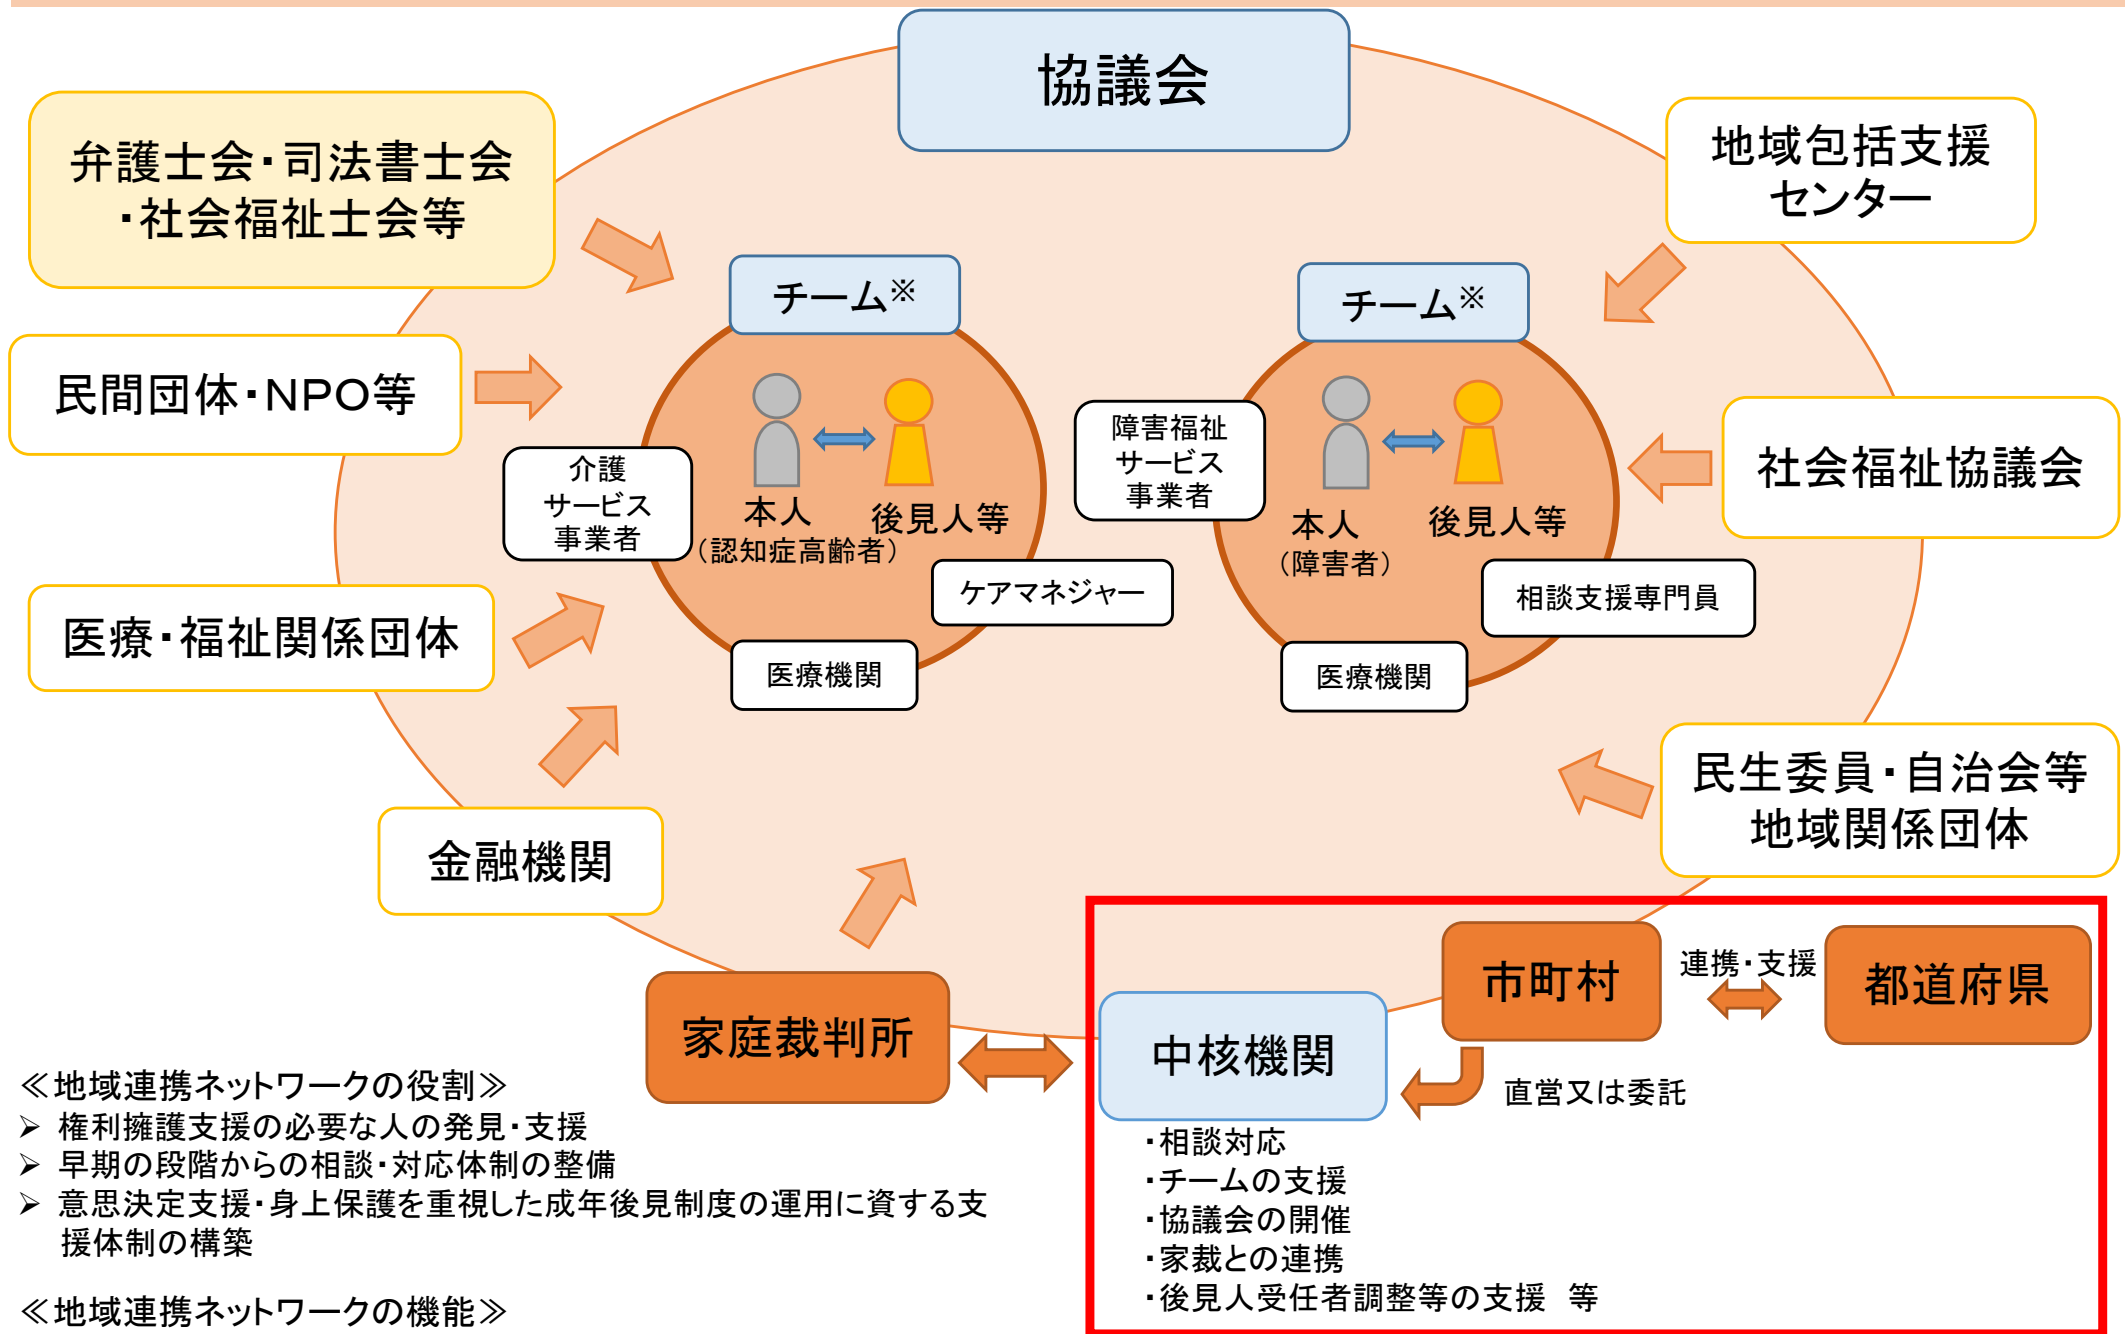 協議会
弁護士会・司法書士会
・社会福祉士会等
地域包括支援
センター
チーム※
チーム※
民間団体・NPO等
障害福祉
サービス
事業者
社会福祉協議会
介護
サービス
事業者
本人
(認知症高齢者)
後見人等
本人
(障害者)
後見人等
ケアマネジャー
相談支援専門員
医療・福祉関係団体
医療機関
医療機関
民生委員・自治会等
地域関係団体
金融機関
市町村
連携・支援
都道府県
家庭裁判所
中核機関
直営又は委託
・相談対応
・チームの支援
・協議会の開催
・家裁との連携
・後見人受任者調整等の支援 等
≪地域連携ネットワークの役割≫
➢ 権利擁護支援の必要な人の発見・支援
➢ 早期の段階からの相談・対応体制の整備
➢ 意思決定支援・身上保護を重視した成年後見制度の運用に資する支
援体制の構築
≪地域連携ネットワークの機能≫